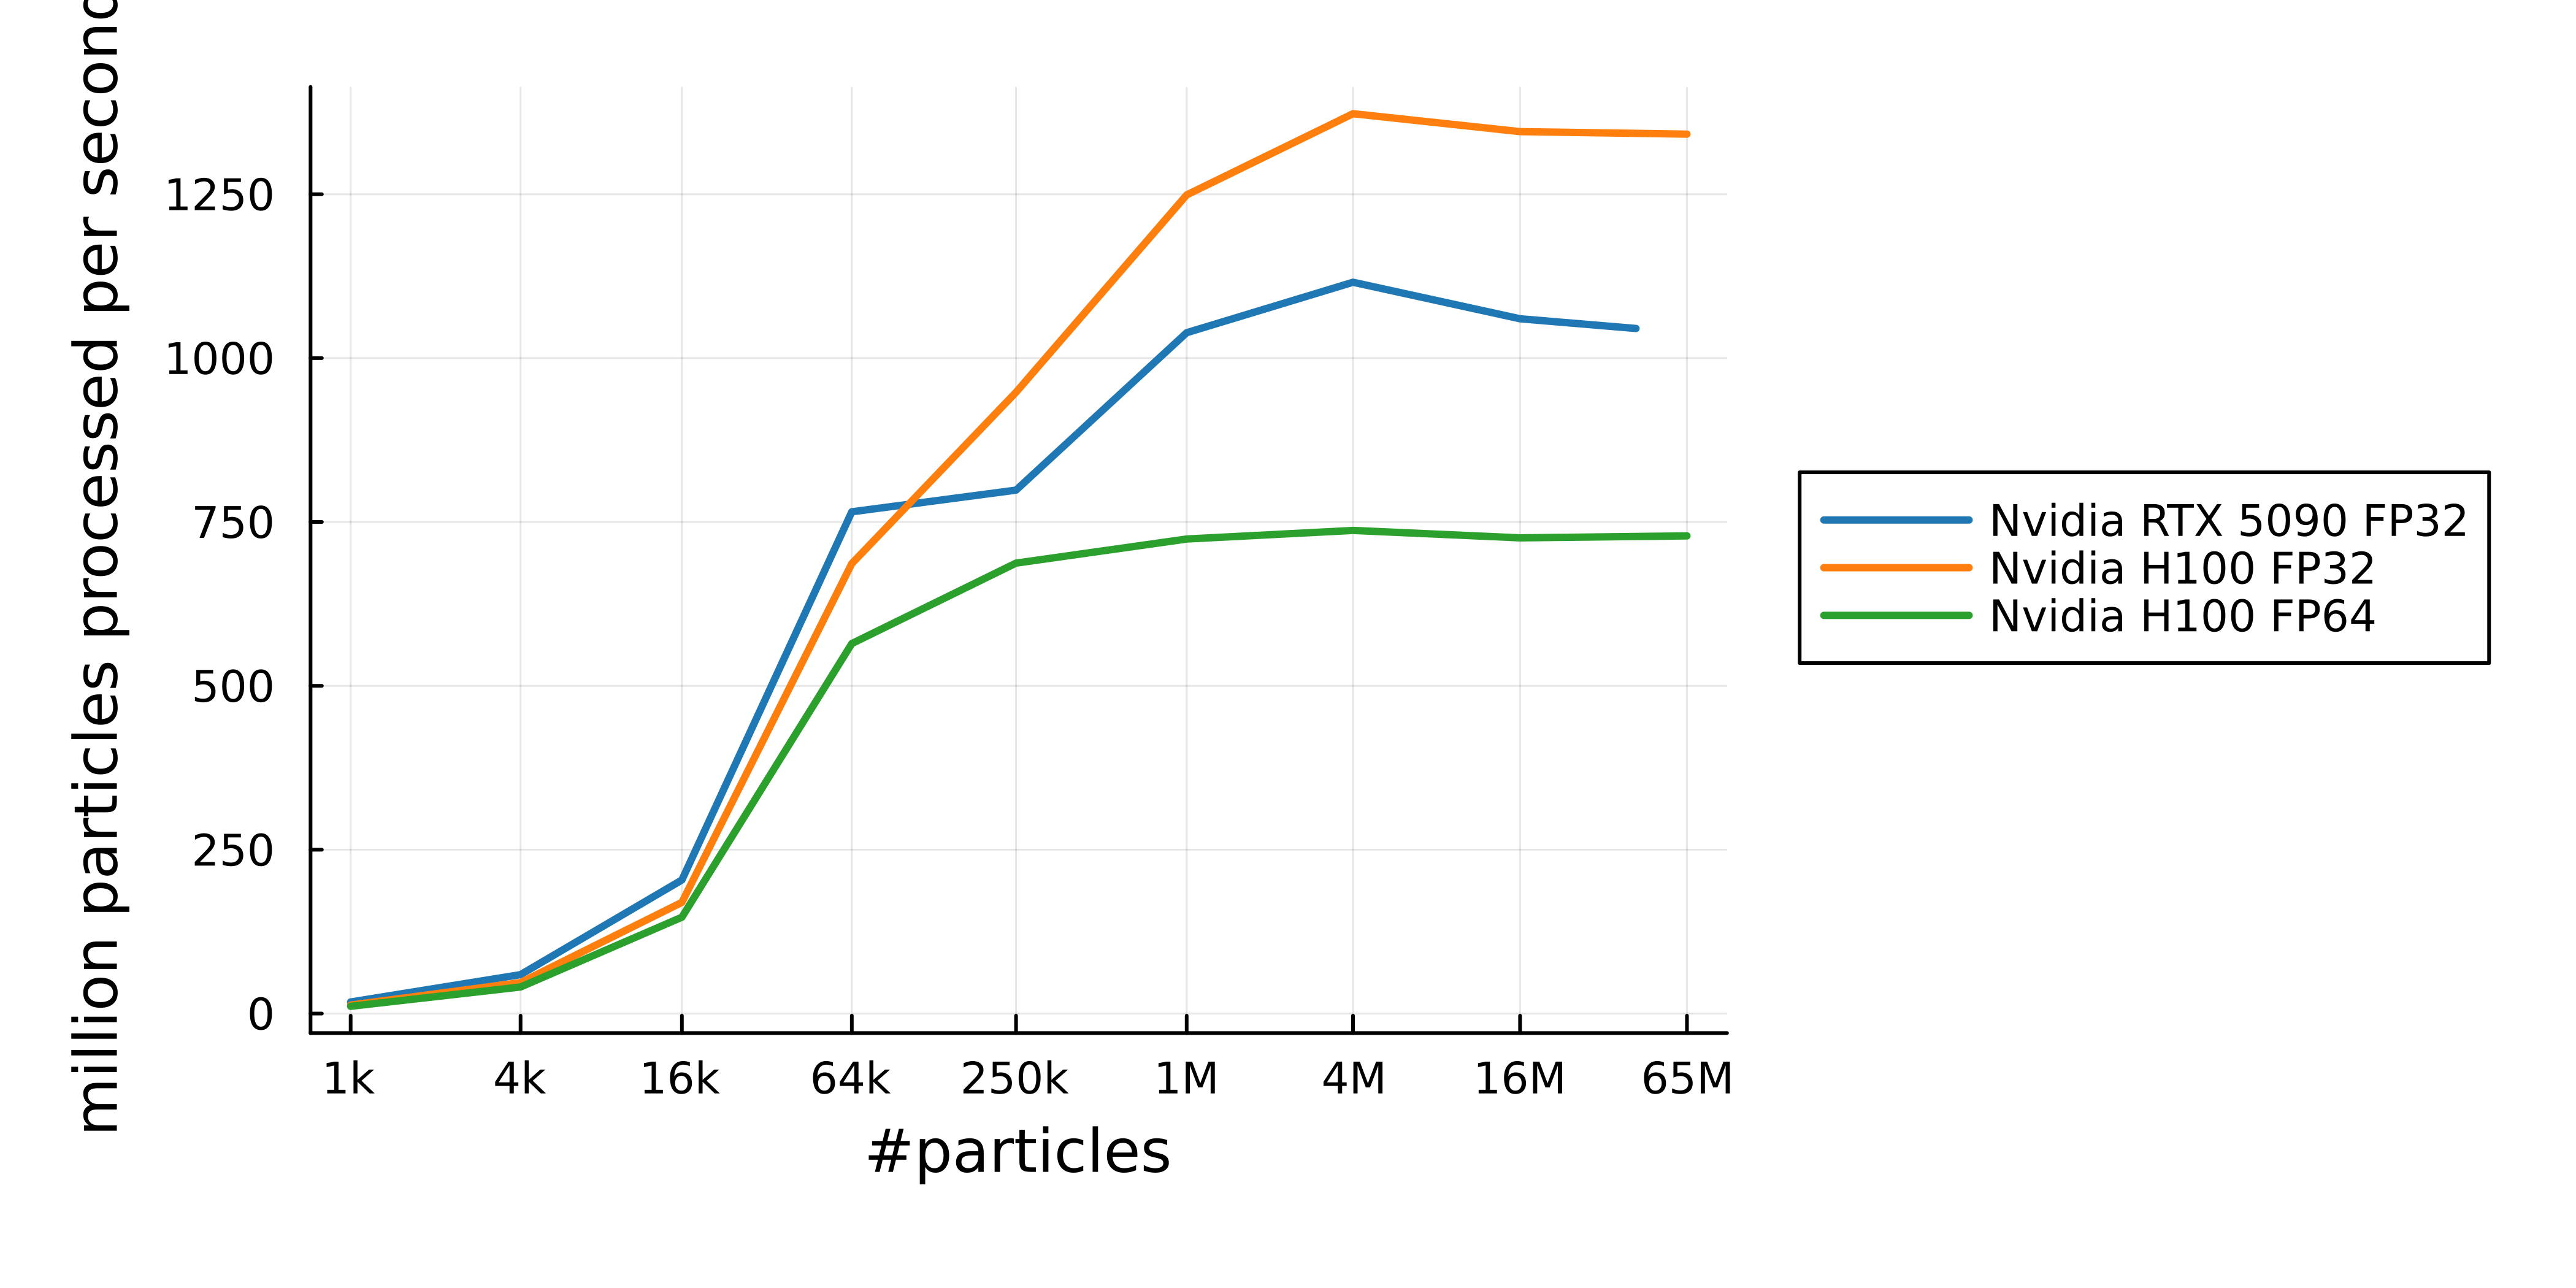 million particles processed per second
1250
1000
750
500
250
0
1k 4k 16k 64k 250k 1M 4M 16M 65M
#particles
Nvidia RTX 5090 FP32
Nvidia H100 FP32
Nvidia H100 FP64